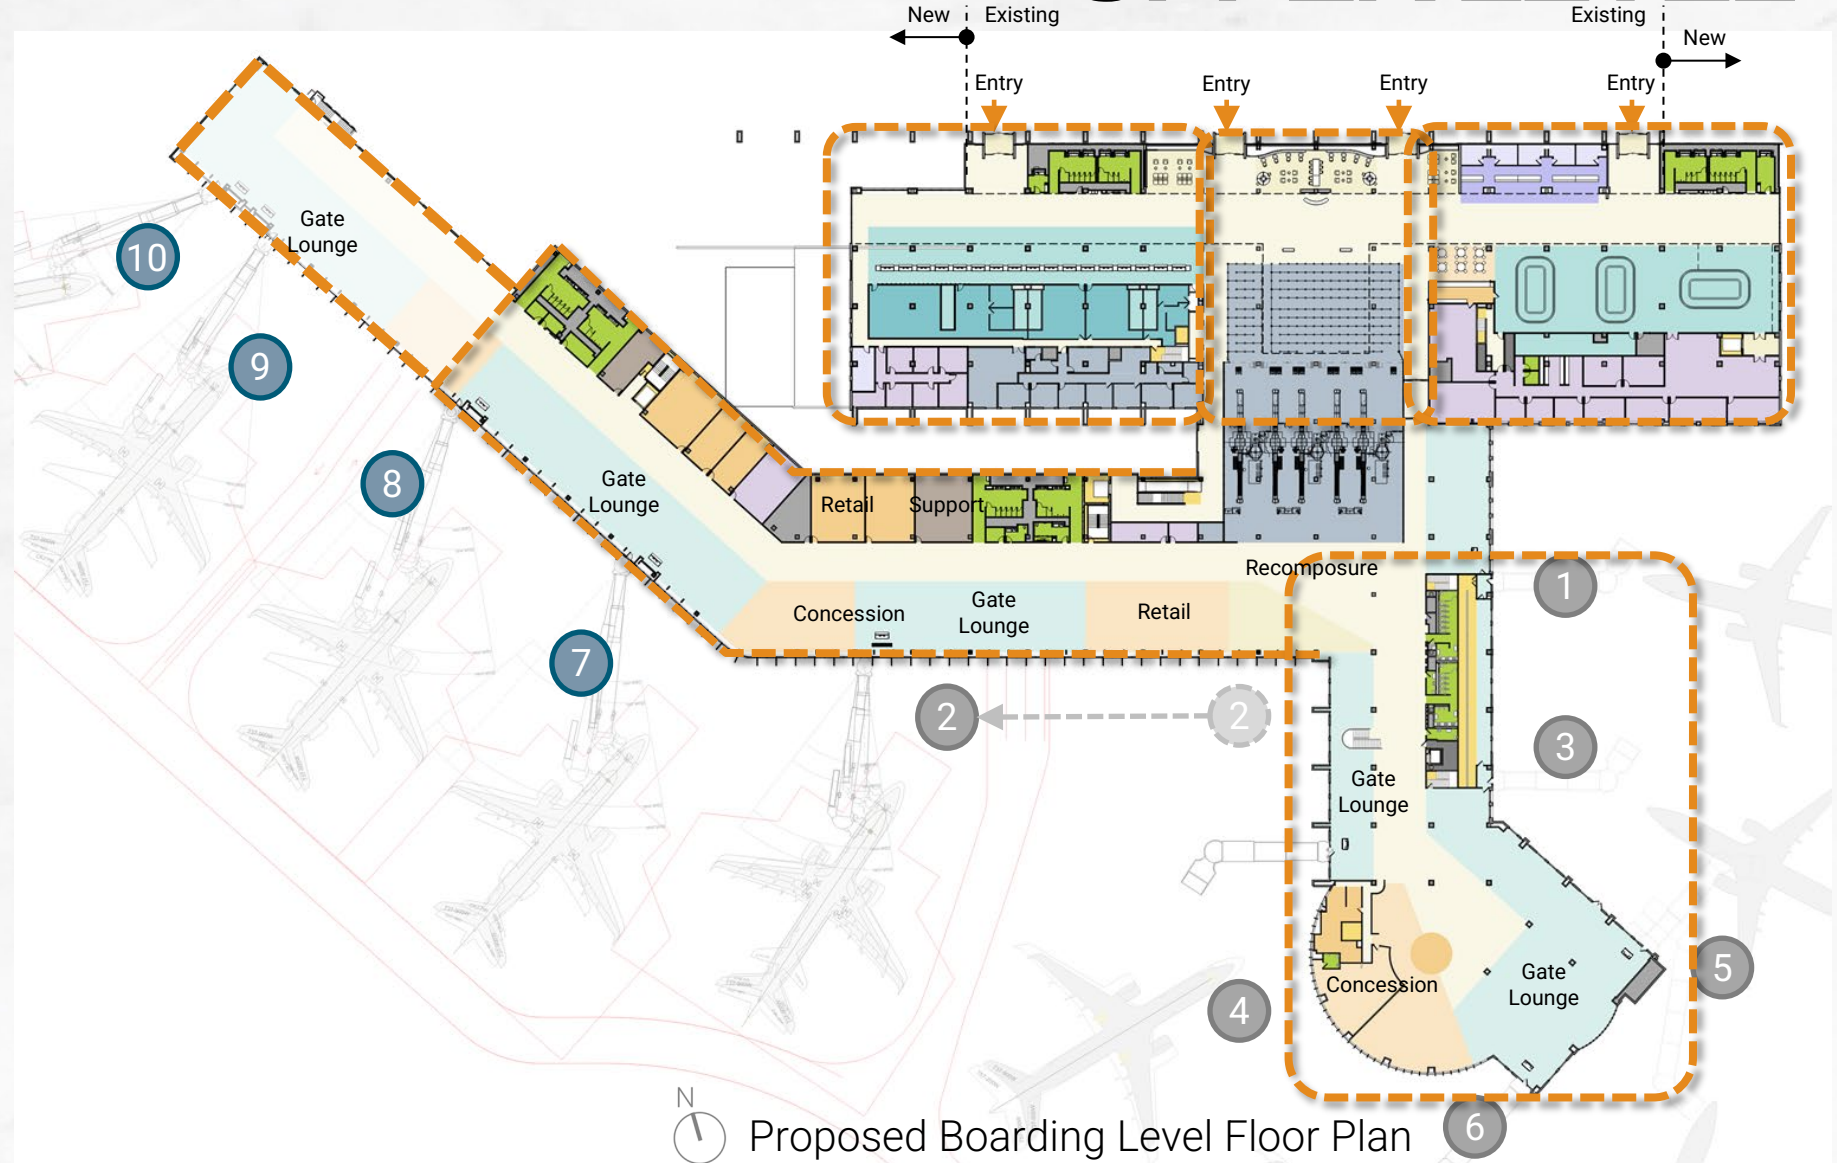 New
Existing
Existing
New
Entry
Entry
Entry
Entry
Gate
Lounge
10
9
8
Gate
Lounge
Retail
Support
Recomposure
1
Concession
Gate
Lounge
Retail
7
2
2
3
Gate
Lounge
Concession
Gate
Lounge
5
4
N
Proposed Boarding Level Floor Plan
6